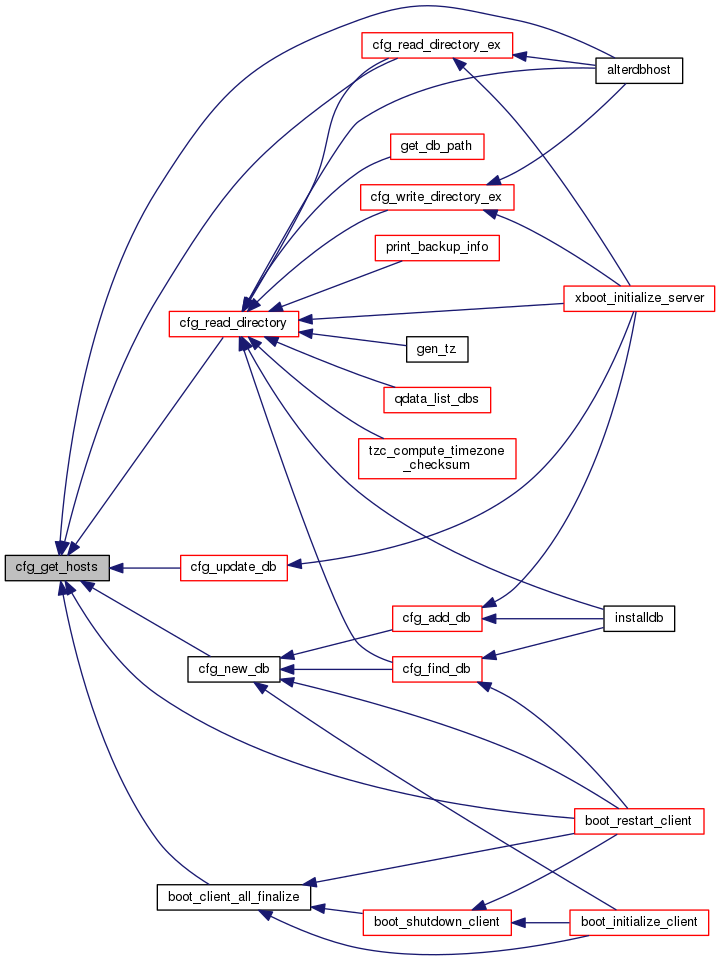 cfg_read_directory_ex
alterdbhost
get_db_path
cfg_write_directory_ex
print_backup_info
xboot_initialize_server
cfg_read_directory
gen_tz
qdata_list_dbs
tzc_compute_timezone
_checksum
cfg_get_hosts
cfg_update_db
cfg_add_db
installdb
cfg_new_db
cfg_find_db
boot_restart_client
boot_client_all_finalize
boot_shutdown_client
boot_initialize_client